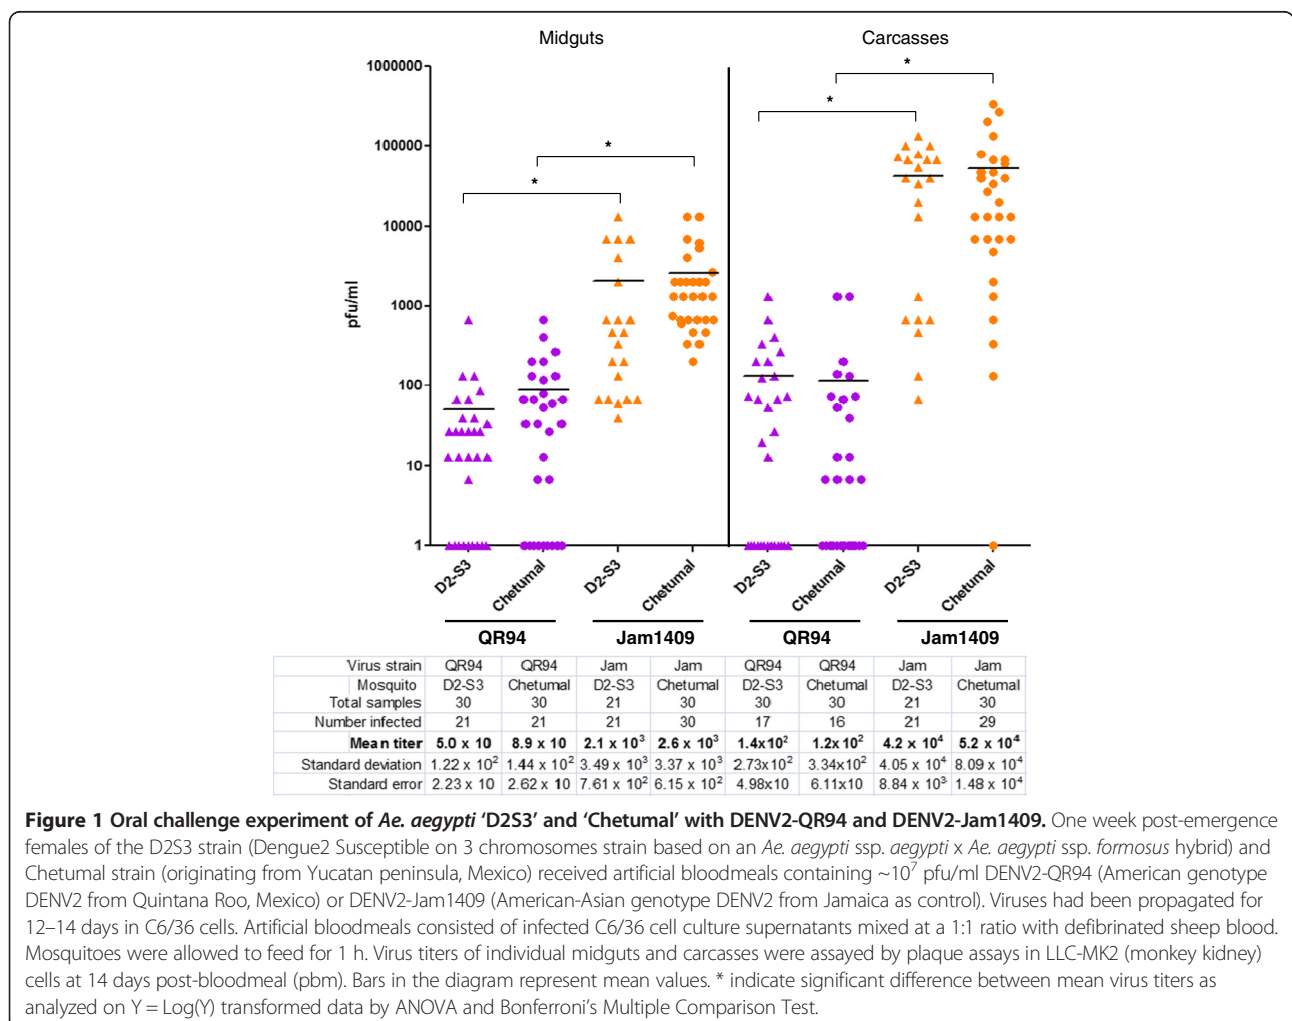 Midguts
Carcasses
1000000
100000
10000
1000
100
10
1
pfu/ml
*
*
*
*
D2-S3
Chetumal
D2-S3
Chetumal
D2-S3
Chetumal
D2-S3
Chetumal
QR94
Jam1409
QR94
Jam1409
Virus strain QR94 QR94 Jam Jam QR94 QR94 Jam Jam
Mosquito D2-S3 Chetumal D2-S3 Chetumal D2-S3 Chetumal D2-S3 Chetumal
Total samples 30 30 21 30 30 30 21 30
Number infected 21 21 21 30 17 16 21 29
Mean titer 5.0 x 10 8.9 x 10 2.1 x 10³ 2.6 x 10³ 1.4x10² 1.2x10² 4.2 x 10⁴ 5.2 x 10⁴
Standard deviation 1.22 x 10² 1.44 x 10² 3.49 x 10³ 3.37 x 10³ 2.73x10² 3.34x10² 4.05 x 10⁴ 8.09 x 10⁴
Standard error 2.23 x 10 2.62 x 10 7.61 x 10² 6.15 x 10² 4.98x10 6.11x10 8.84 x 10³ 1.48 x 10⁴
Figure 1 Oral challenge experiment of Ae. aegypti ‘D2S3’ and ‘Chetumal’ with DENV2-QR94 and DENV2-Jam1409. One week post-emergence
females of the D2S3 strain (Dengue2 Susceptible on 3 chromosomes strain based on an Ae. aegypti ssp. aegypti x Ae. aegypti ssp. formosus hybrid) and
Chetumal strain (originating from Yucatan peninsula, Mexico) received artificial bloodmeals containing ~10⁷ pfu/ml DENV2-QR94 (American genotype
DENV2 from Quintana Roo, Mexico) or DENV2-Jam1409 (American-Asian genotype DENV2 from Jamaica as control). Viruses had been propagated for
12–14 days in C6/36 cells. Artificial bloodmeals consisted of infected C6/36 cell culture supernatants mixed at a 1:1 ratio with defibrinated sheep blood.
Mosquitoes were allowed to feed for 1 h. Virus titers of individual midguts and carcasses were assayed by plaque assays in LLC-MK2 (monkey kidney)
cells at 14 days post-bloodmeal (pbm). Bars in the diagram represent mean values. * indicate significant difference between mean virus titers as
analyzed on Y = Log(Y) transformed data by ANOVA and Bonferroni’s Multiple Comparison Test.